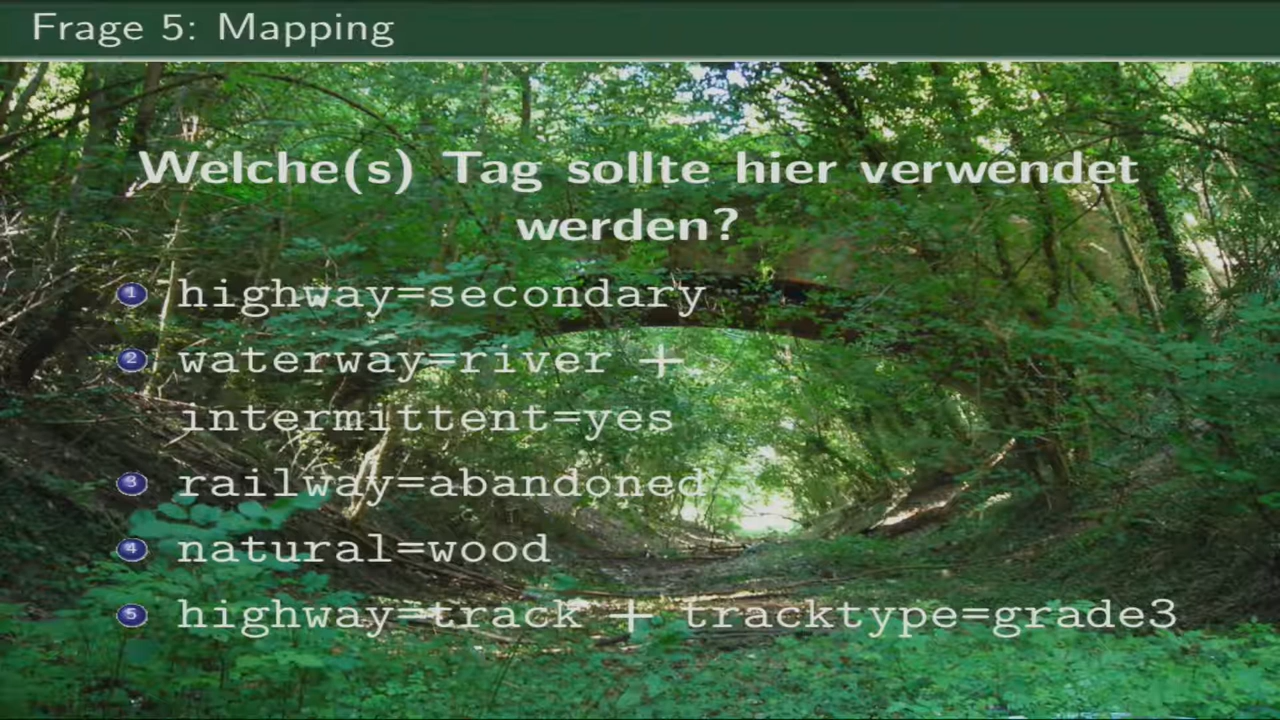 Frage 5: Mapping
Welche(s) Tag sollte hier verwendet
werden?
1 highway=secondary
2 waterway=river +
intermittent=yes
3 railway=abandoned
4 natural=wood
5 highway=track + tracktype=grade3